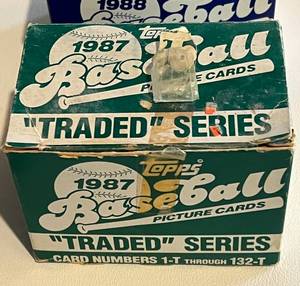 1988
1987
Topps
Baseball
PICTURE CARDS
"TRADED" SERIES
Topps
1987
Baseball
PICTURE CARDS
"TRADED" SERIES
CARD NUMBERS 1-T THROUGH 132-T